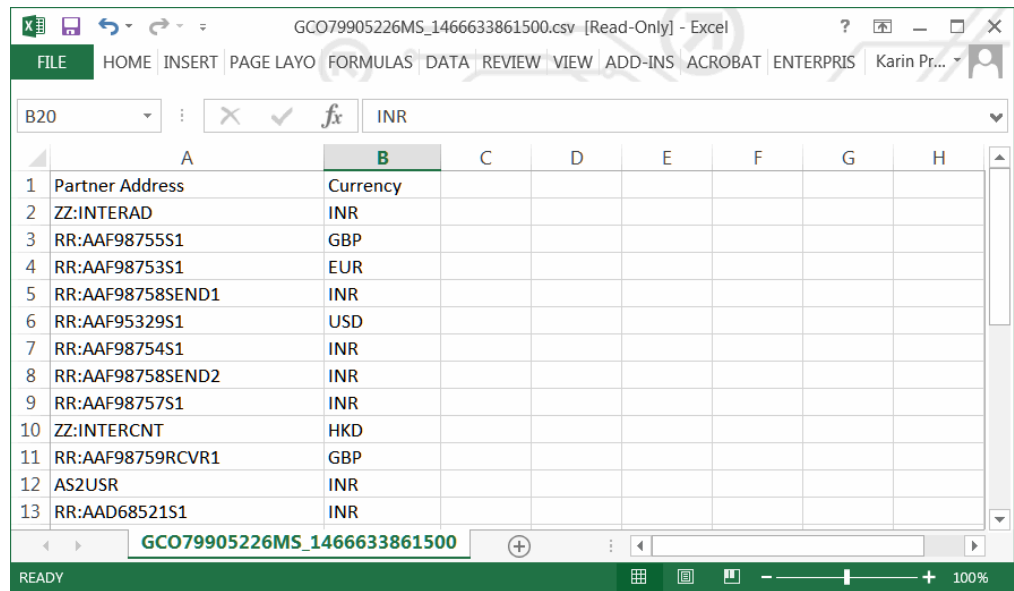 GCO79905226MS_1466633861500.csv [Read-Only] - Excel ?
FILE HOME INSERT PAGE LAYO FORMULAS DATA REVIEW VIEW ADD-INS ACROBAT ENTERPRIS Karin Pr...
B20 fx INR
A B C D E F G H
1 Partner Address Currency
2 ZZ:INTERAD INR
3 RR:AAF98755S1 GBP
4 RR:AAF98753S1 EUR
5 RR:AAF98758SEND1 INR
6 RR:AAF95329S1 USD
7 RR:AAF98754S1 INR
8 RR:AAF98758SEND2 INR
9 RR:AAF98757S1 INR
10 ZZ:INTERCNT HKD
11 RR:AAF98759RCVR1 GBP
12 AS2USR INR
13 RR:AAD68521S1 INR
GCO79905226MS_1466633861500
READY 100%